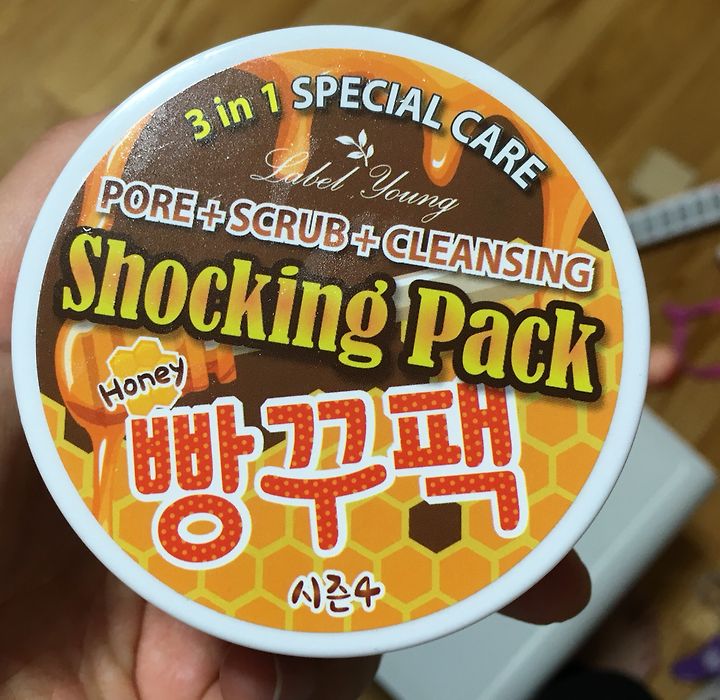 3 in 1 SPECIAL CARE
Label Young
PORE + SCRUB + CLEANSING
Shocking Pack
Honey
빵꾸팩
시즌4